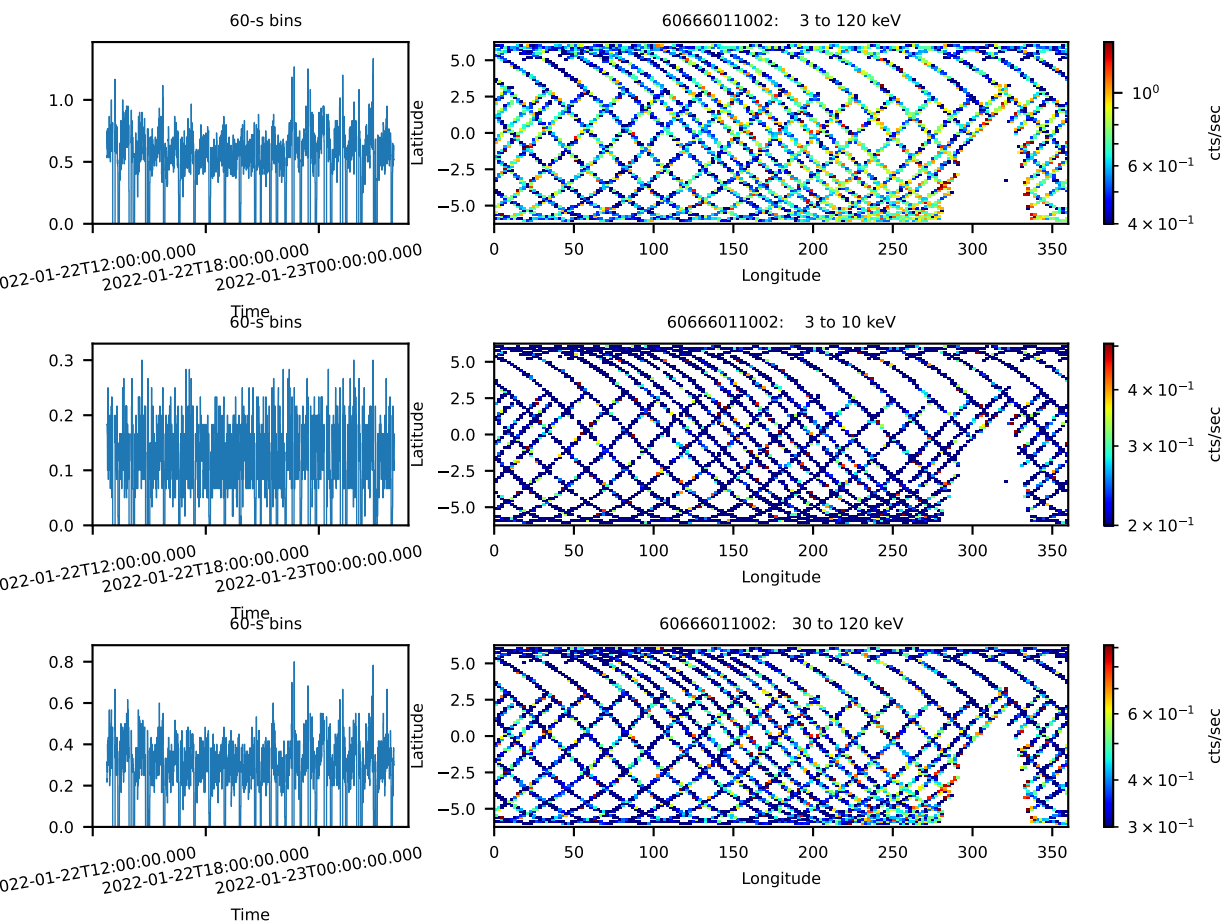 60-s bins
60666011002: 3 to 120 keV
1.0
0.5
0.0
Latitude
5.0
2.5
0.0
−2.5
−5.0
10⁰
6 × 10⁻¹
4 × 10⁻¹
cts/sec
022-01-22T12:00:00.000
2022-01-22T18:00:00.000
2022-01-23T00:00:00.000
Time
0 50 100 150 200 250 300 350
Longitude
60-s bins
60666011002: 3 to 10 keV
0.3
0.2
0.1
0.0
Latitude
5.0
2.5
0.0
−2.5
−5.0
4 × 10⁻¹
3 × 10⁻¹
2 × 10⁻¹
cts/sec
022-01-22T12:00:00.000
2022-01-22T18:00:00.000
2022-01-23T00:00:00.000
Time
0 50 100 150 200 250 300 350
Longitude
60-s bins
60666011002: 30 to 120 keV
0.8
0.6
0.4
0.2
0.0
Latitude
5.0
2.5
0.0
−2.5
−5.0
6 × 10⁻¹
4 × 10⁻¹
3 × 10⁻¹
cts/sec
022-01-22T12:00:00.000
2022-01-22T18:00:00.000
2022-01-23T00:00:00.000
Time
0 50 100 150 200 250 300 350
Longitude